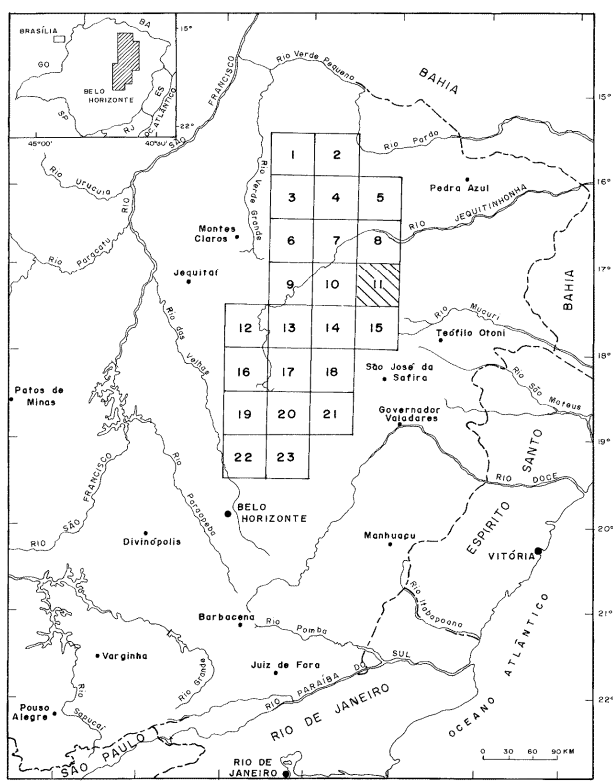 BRASÍLIA
BA
15°
GO
BELO
HORIZONTE
ES
SP
RJ
OC. ATLÂNTICO
22°
45°00'
40°30'
SÃO
FRANCISCO
RIO
Rio Verde Pequeno
BAHIA
15°
Rio Pardo
1 2
Rio Urucuia
Rio Verde Grande
Pedra Azul
16°
3 4 5
RIO JEQUITINHONHA
Rio Paracatu
Montes
Claros
6 7 8
Jequitaí
17°
9 10 11
BAHIA
Rio das Velhas
12 13 14 15
Rio Mucuri
Teófilo Otoni
18°
16 17 18
São José da
Safira
Rio São Mateus
Patos de
Minas
19 20 21
Governador
Valadares
19°
22 23
RIO DOCE
ESPÍRITO SANTO
RIO SÃO FRANCISCO
Rio Paraopeba
BELO
HORIZONTE
20°
Divinópolis
Manhuaçu
VITÓRIA
Rio Itabapoana
21°
Barbacena
Rio Pomba
Varginha
Rio Grande
Juiz de Fora
RIO PARAÍBA DO SUL
OCEANO ATLÂNTICO
22°
Pouso
Alegre
Rio Sapucaí
RIO DE JANEIRO
SÃO PAULO
RIO DE
JANEIRO
0 30 60 90 KM